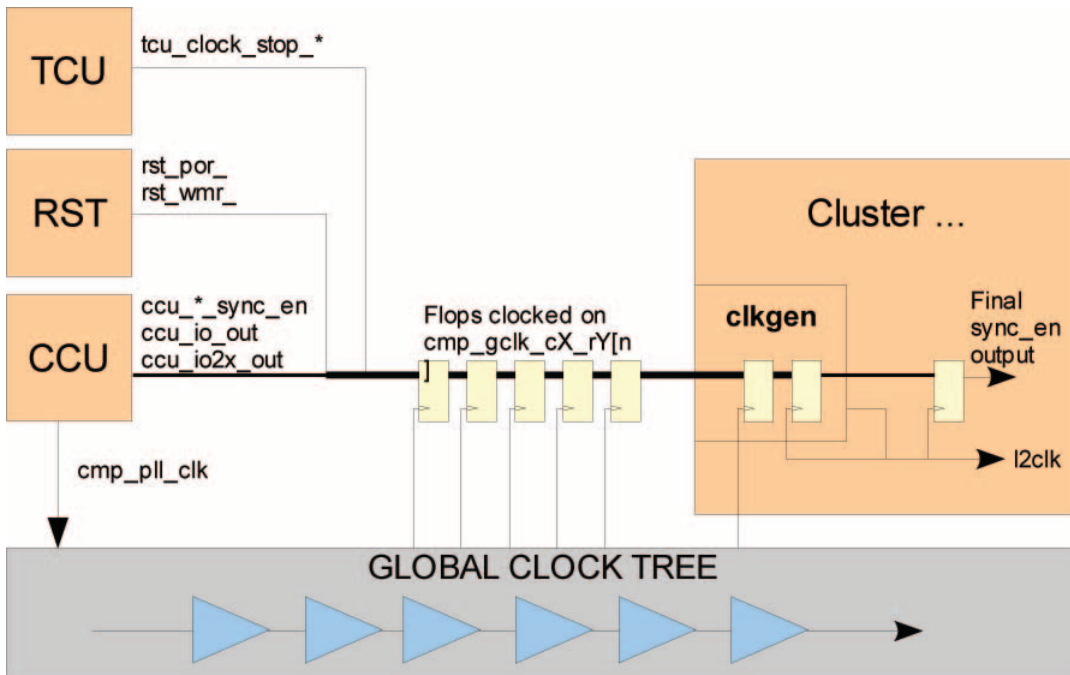 TCU
tcu_clock_stop_*
RST
rst_por_
rst_wmr_
CCU
ccu_*_sync_en
ccu_io_out
ccu_io2x_out
cmp_pll_clk
Flops clocked on
cmp_gclk_cX_rY[n
]
Cluster ...
clkgen
Final
sync_en
output
l2clk
GLOBAL CLOCK TREE